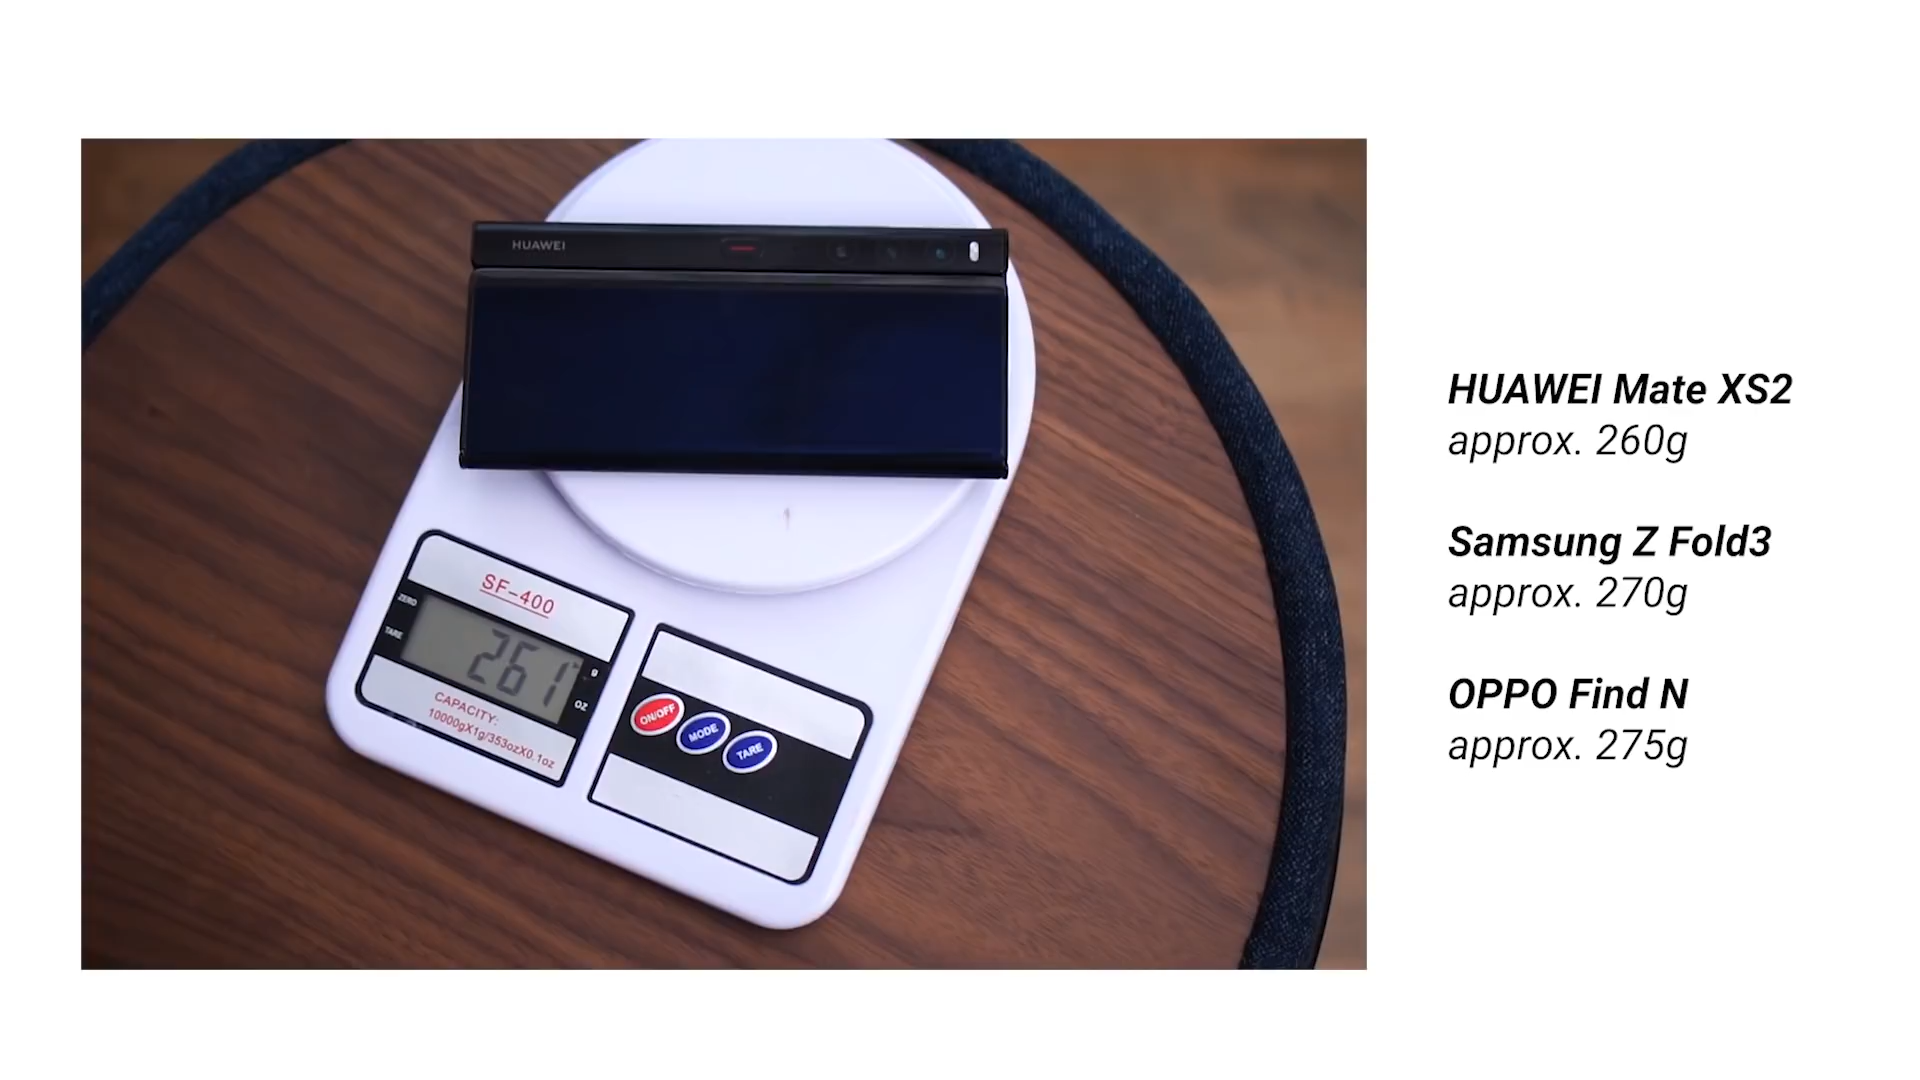 HUAWEI
SF-400
ZERO
TARE
261
g
OZ
CAPACITY:
10000gX1g/353ozX0.1oz
ON/OFF
MODE
TARE
HUAWEI Mate XS2
approx. 260g
Samsung Z Fold3
approx. 270g
OPPO Find N
approx. 275g